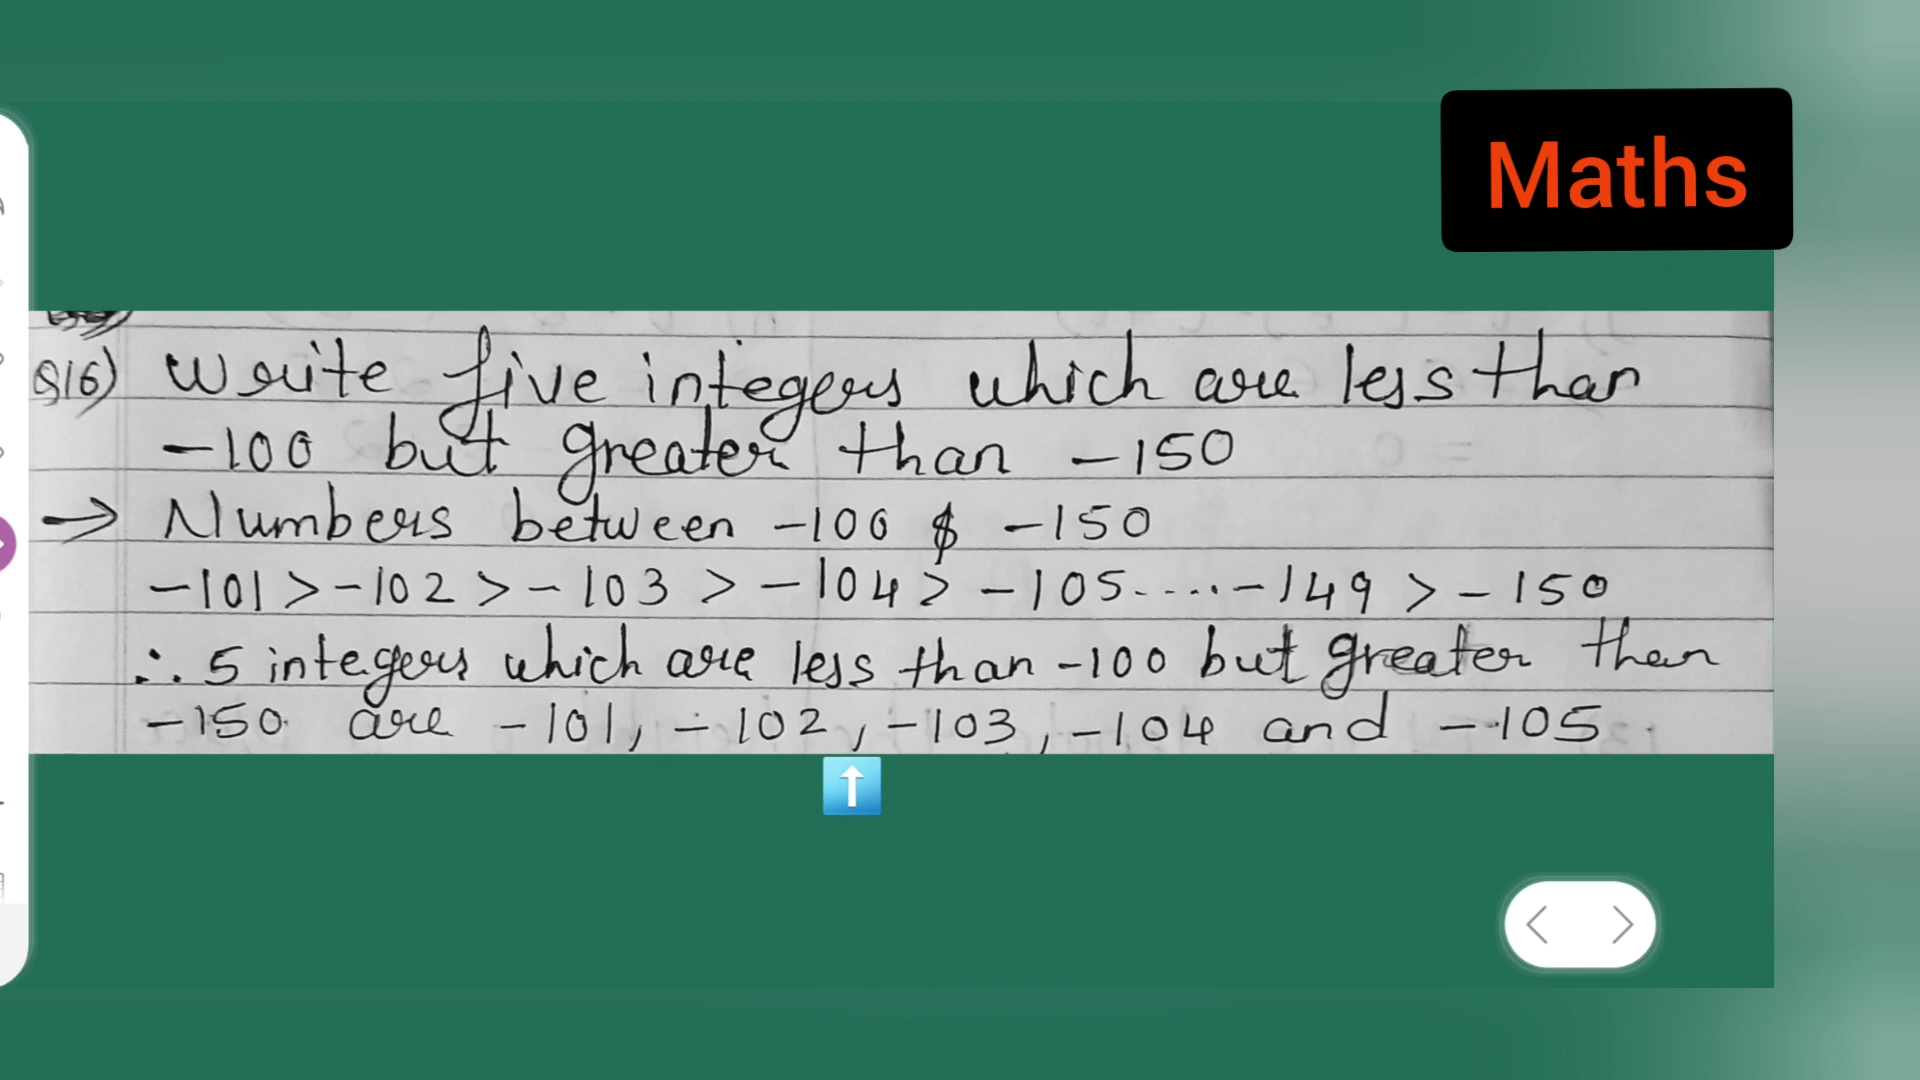 Maths
Q16) Write five integers which are less than
-100 but greater than -150
→ Numbers between -100 $ -150
-101 > -102 > - 103 > - 104 > - 105.....-149 > - 150
∴ 5 integers which are less than -100 but greater than
-150 are -101, - 102, -103, -104 and -105